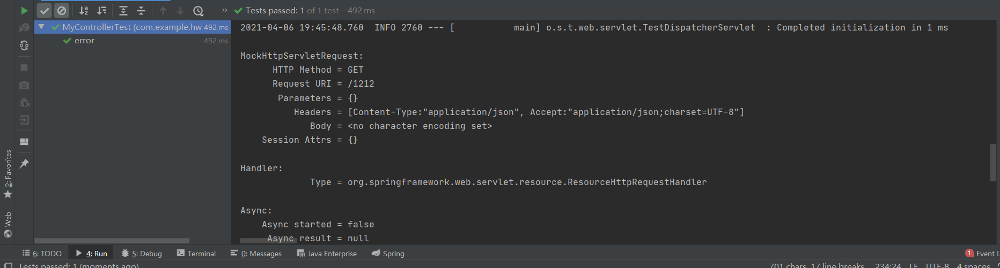 Tests passed: 1 of 1 test – 492 ms
MyControllerTest (com.example.hw 492 ms
error 492 ms
2021-04-06 19:45:48.760  INFO 2760 --- [           main] o.s.t.web.servlet.TestDispatcherServlet  : Completed initialization in 1 ms
MockHttpServletRequest:
HTTP Method = GET
Request URI = /1212
Parameters = {}
Headers = [Content-Type:"application/json", Accept:"application/json;charset=UTF-8"]
Body = <no character encoding set>
Session Attrs = {}
Handler:
Type = org.springframework.web.servlet.resource.ResourceHttpRequestHandler
Async:
Async started = false
Async result = null
2: Favorites
Web
6: TODO
4: Run
5: Debug
Terminal
0: Messages
Java Enterprise
Spring
1 Event L
Tests passed: 1 (moments ago)
701 chars, 17 line breaks
234:24
LF
UTF-8
4 spaces